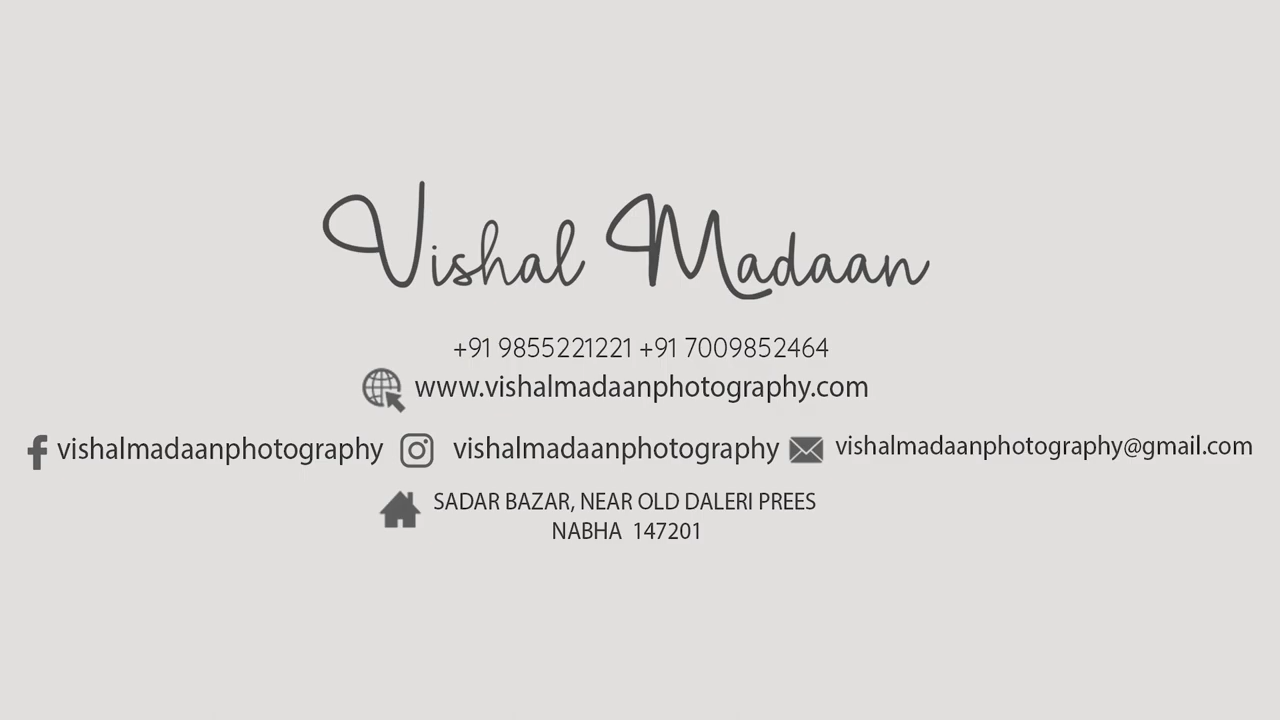 Vishal Madaan
+91 9855221221 +91 7009852464
www.vishalmadaanphotography.com
vishalmadaanphotography vishalmadaanphotography vishalmadaanphotography@gmail.com
SADAR BAZAR, NEAR OLD DALERI PREES
NABHA 147201